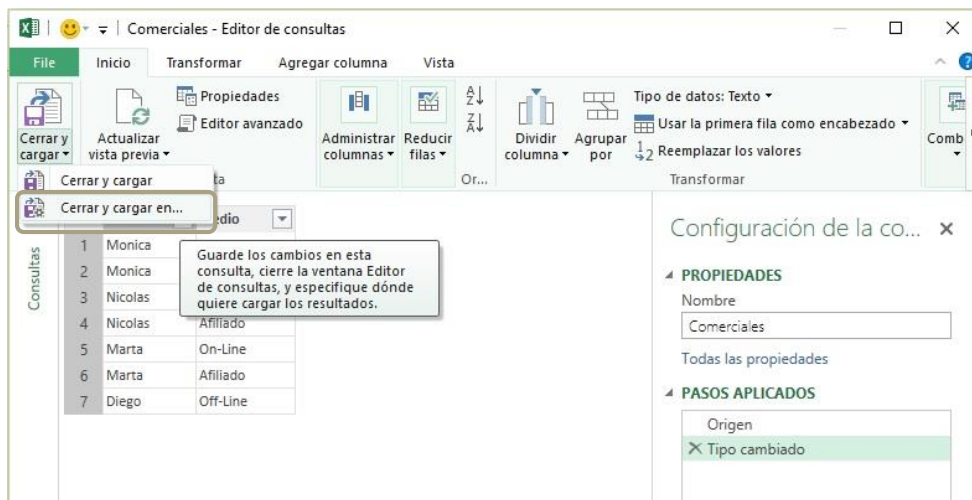 Comerciales - Editor de consultas
File Inicio Transformar Agregar columna Vista
Cerrar y cargar
Actualizar vista previa
Propiedades
Editor avanzado
Administrar columnas
Reducir filas
Dividir columna
Agrupar por
Tipo de datos: Texto
Usar la primera fila como encabezado
Reemplazar los valores
Comb
Or...
Transformar
Cerrar y cargar
Cerrar y cargar en...
Guarde los cambios en esta
consulta, cierre la ventana Editor
de consultas, y especifique dónde
quiere cargar los resultados.
Consultas
1 Monica
2 Monica
3 Nicolas
4 Nicolas Afiliado
5 Marta On-Line
6 Marta Afiliado
7 Diego Off-Line
Configuración de la co...
PROPIEDADES
Nombre
Comerciales
Todas las propiedades
PASOS APLICADOS
Origen
Tipo cambiado